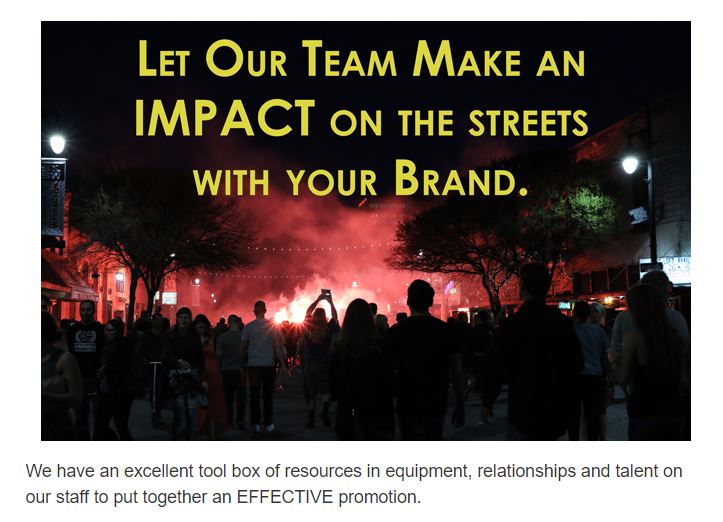 Let Our Team Make an
IMPACT on the streets
with your Brand.
We have an excellent tool box of resources in equipment, relationships and talent on
our staff to put together an EFFECTIVE promotion.